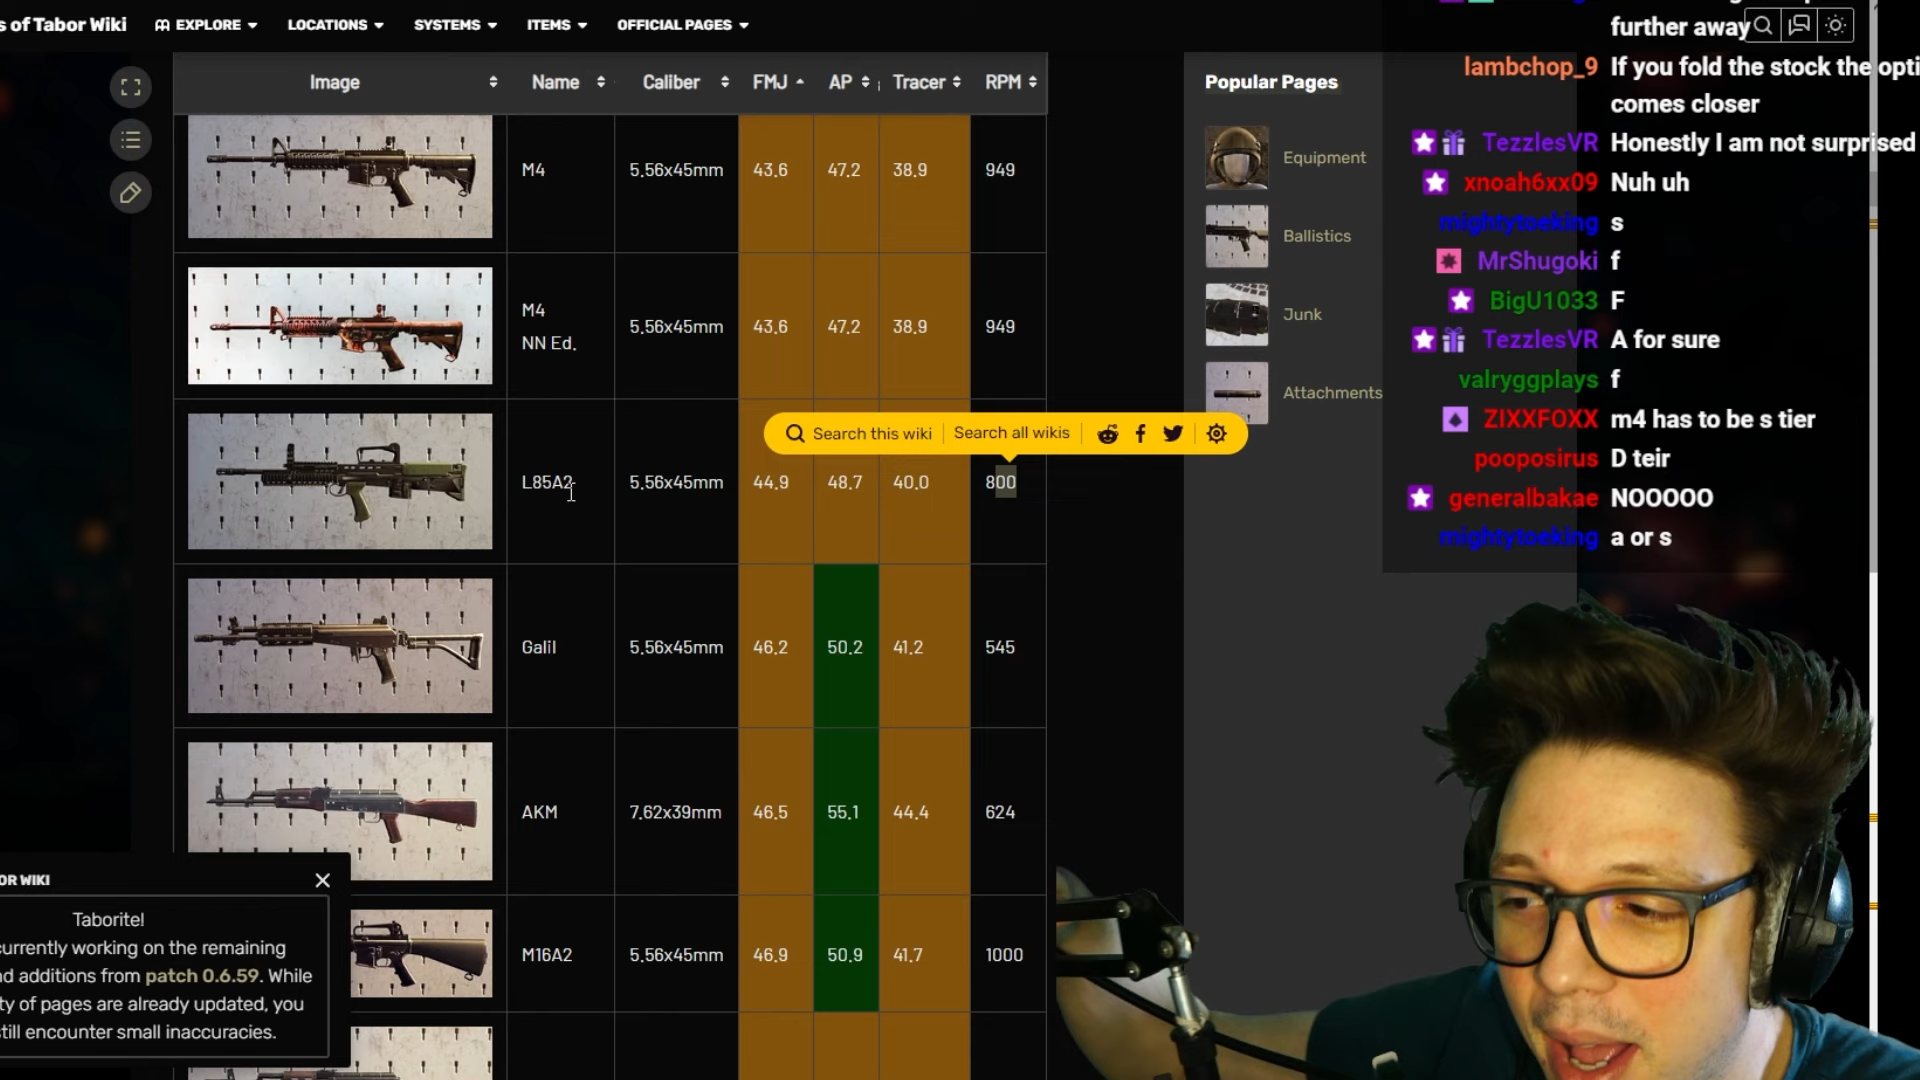 s of Tabor Wiki
EXPLORE
LOCATIONS
SYSTEMS
ITEMS
OFFICIAL PAGES
Image Name Caliber FMJ AP Tracer RPM
M4 5.56x45mm 43.6 47.2 38.9 949
M4
NN Ed. 5.56x45mm 43.6 47.2 38.9 949
Search this wiki Search all wikis
L85A2 5.56x45mm 44.9 48.7 40.0 800
Galil 5.56x45mm 46.2 50.2 41.2 545
AKM 7.62x39mm 46.5 55.1 44.4 624
M16A2 5.56x45mm 46.9 50.9 41.7 1000
OR WIKI
Taborite!
currently working on the remaining
nd additions from patch 0.6.59. While
ty of pages are already updated, you
still encounter small inaccuracies.
Popular Pages
Equipment
Ballistics
Junk
Attachments
further away
lambchop_9 If you fold the stock the opti
comes closer
TezzlesVR Honestly I am not surprised
xnoah6xx09 Nuh uh
mightytoeking s
MrShugoki f
BigU1033 F
TezzlesVR A for sure
valryggplays f
ZIXXFOXX m4 has to be s tier
pooposirus D teir
generalbakae NOOOOO
mightytoeking a or s